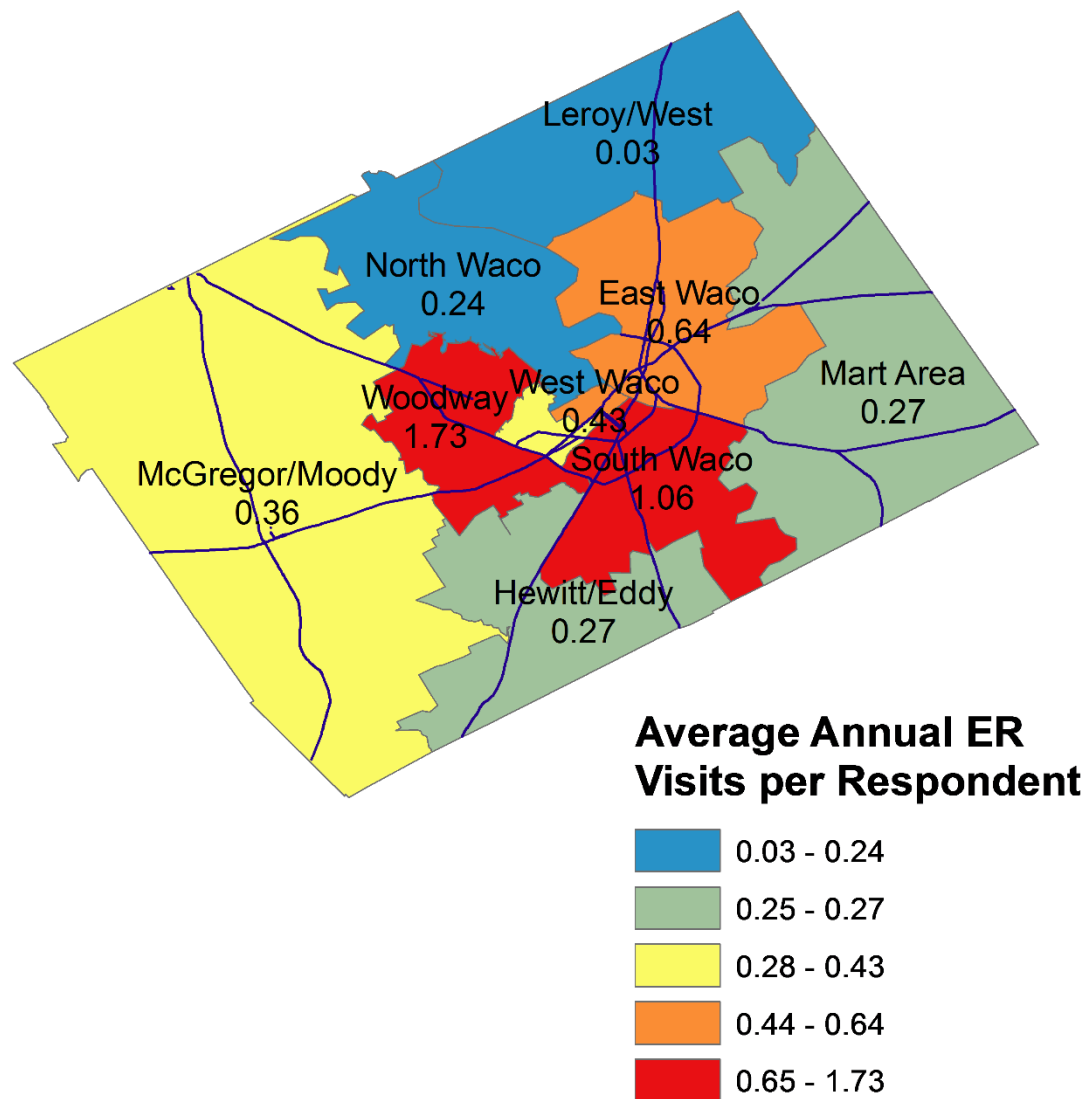 Leroy/West
0.03
North Waco
0.24
East Waco
0.64
Mart Area
0.27
West Waco
0.43
Woodway
1.73
South Waco
1.06
McGregor/Moody
0.36
Hewitt/Eddy
0.27
Average Annual ER
Visits per Respondent
0.03 - 0.24
0.25 - 0.27
0.28 - 0.43
0.44 - 0.64
0.65 - 1.73